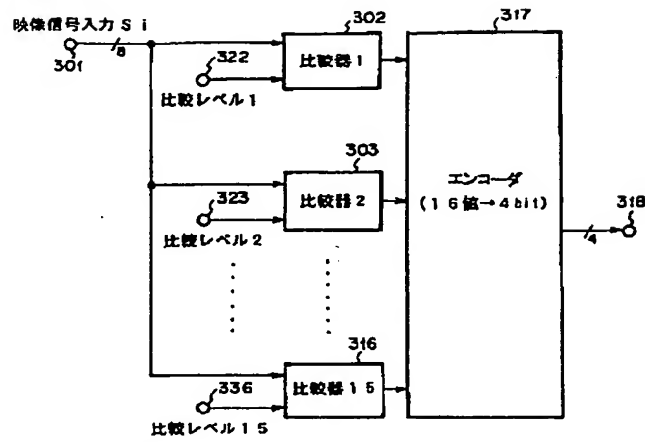 映像信号入力Si
301
8
322
比較レベル1
302
比較器1
317
303
比較器2
323
比較レベル2
エンコーダ
(16値→4bit)
318
4
316
比較器15
336
比較レベル15